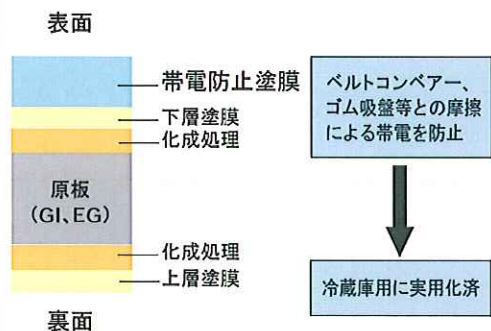 表面
帯電防止塗膜
下層塗膜
化成処理
原板
(GI、EG)
化成処理
上層塗膜
裏面
ベルトコンベアー、
ゴム吸盤等との摩擦
による帯電を防止
冷蔵庫用に実用化済